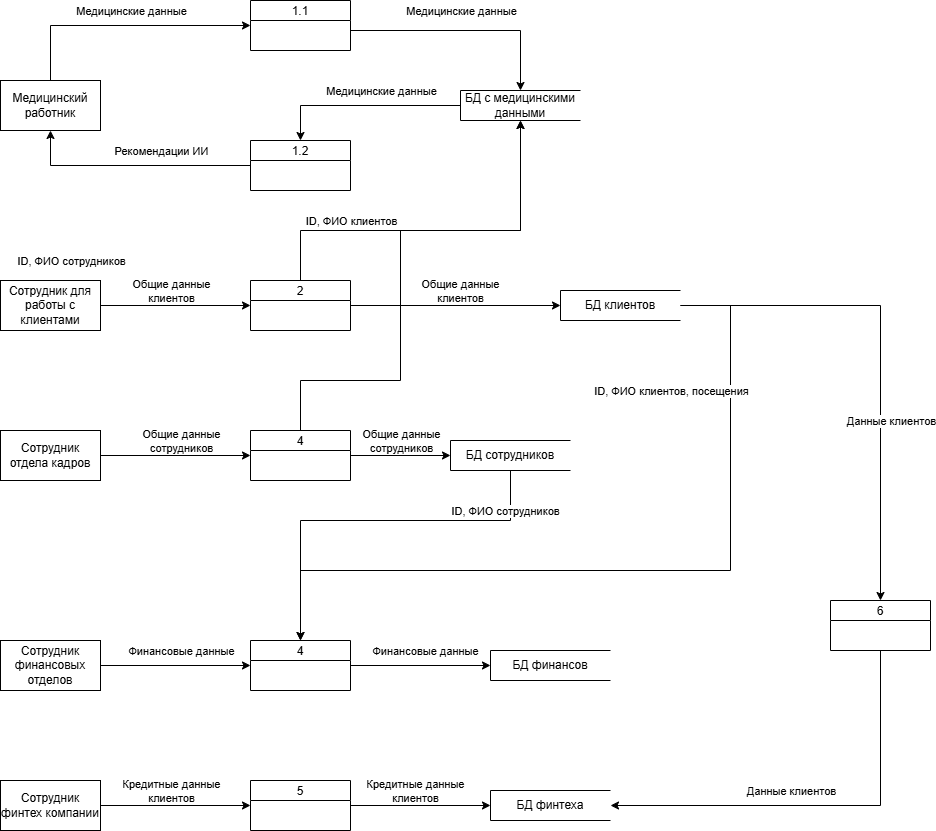 Медицинские данные
1.1
Медицинские данные
Медицинский
работник
Медицинские данные
БД с медицинскими
данными
Рекомендации ИИ
1.2
ID, ФИО клиентов
ID, ФИО сотрудников
Сотрудник для
работы с
клиентами
Общие данные
клиентов
2
Общие данные
клиентов
БД клиентов
ID, ФИО клиентов, посещения
Данные клиентов
Сотрудник
отдела кадров
Общие данные
сотрудников
4
Общие данные
сотрудников
БД сотрудников
ID, ФИО сотрудников
6
Сотрудник
финансовых
отделов
Финансовые данные
4
Финансовые данные
БД финансов
Сотрудник
финтех компании
Кредитные данные
клиентов
5
Кредитные данные
клиентов
БД финтеха
Данные клиентов